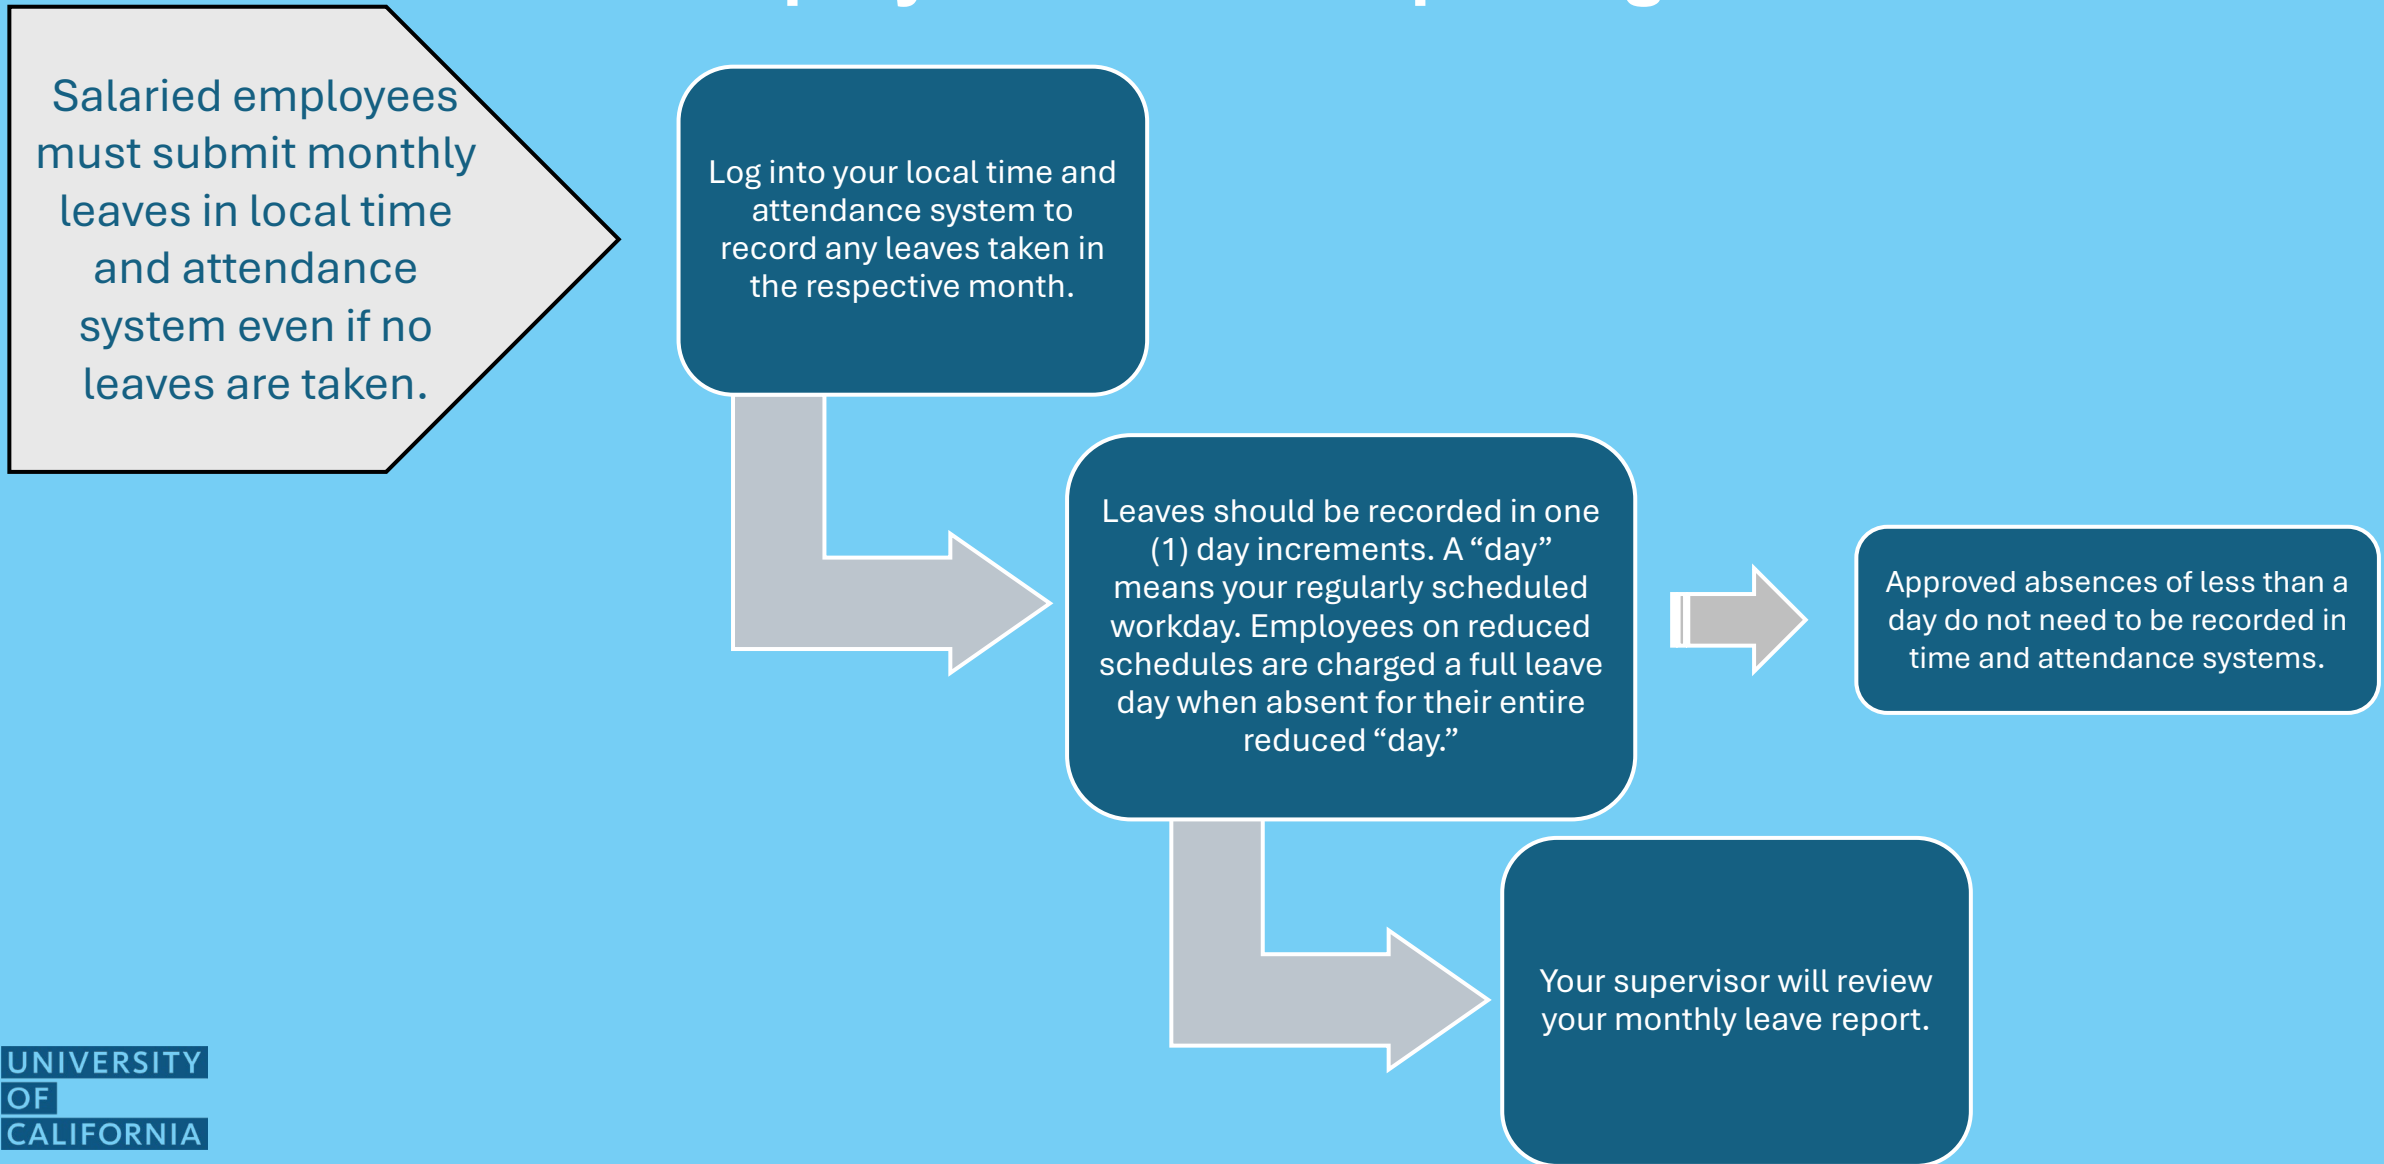 Salaried employees
must submit monthly
leaves in local time
and attendance
system even if no
leaves are taken.
Log into your local time and
attendance system to
record any leaves taken in
the respective month.
Leaves should be recorded in one
(1) day increments. A “day”
means your regularly scheduled
workday. Employees on reduced
schedules are charged a full leave
day when absent for their entire
reduced “day.”
Approved absences of less than a
day do not need to be recorded in
time and attendance systems.
Your supervisor will review
your monthly leave report.
UNIVERSITY
OF
CALIFORNIA